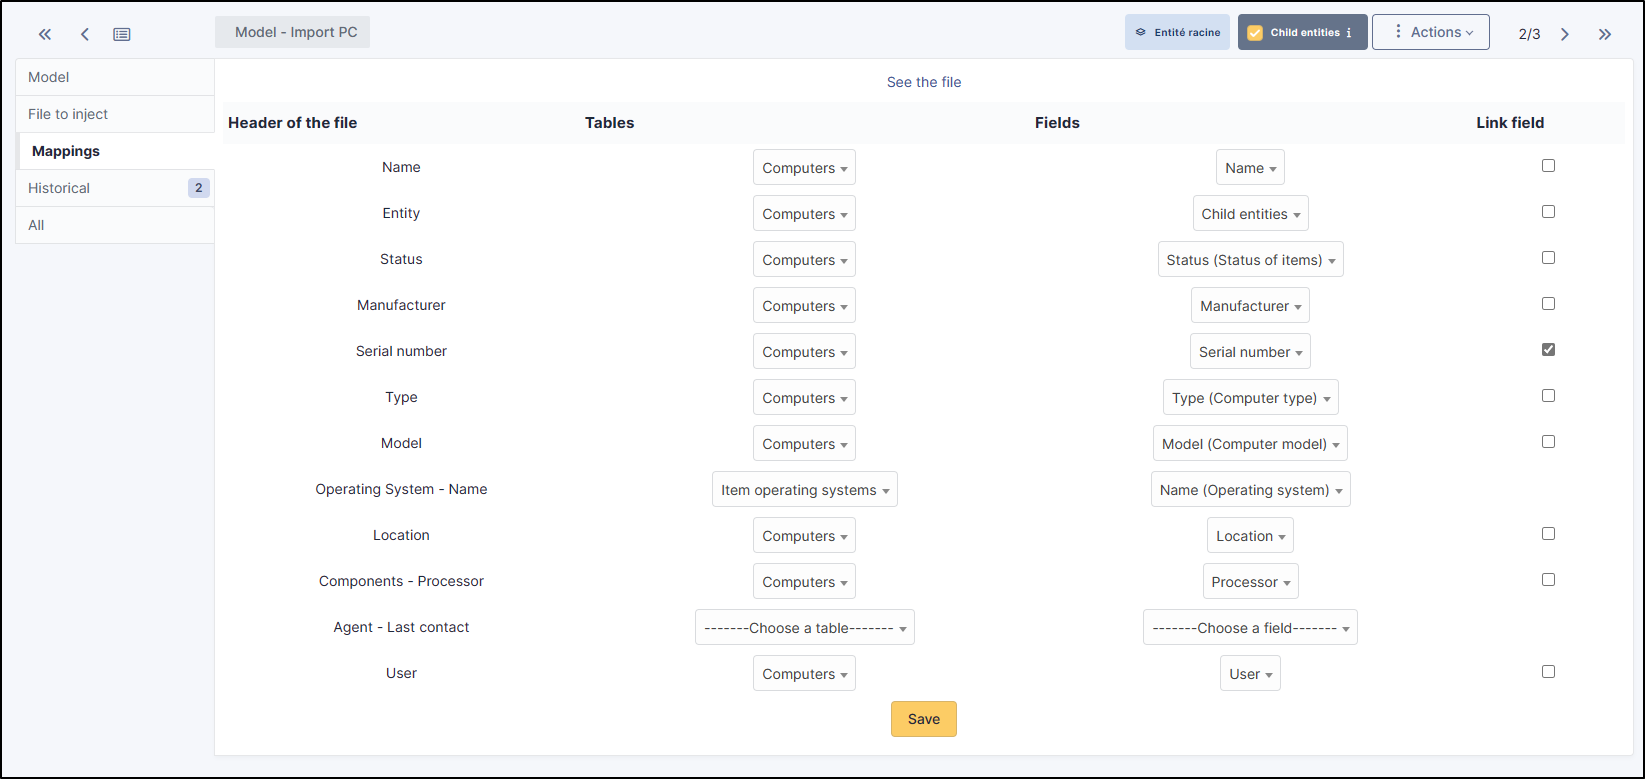 Model - Import PC
Entité racine
Child entities i
Actions
2/3
Model
File to inject
Mappings
Historical 2
All
See the file
Header of the file Tables Fields Link field
Name Computers Name
Entity Computers Child entities
Status Computers Status (Status of items)
Manufacturer Computers Manufacturer
Serial number Computers Serial number
Type Computers Type (Computer type)
Model Computers Model (Computer model)
Operating System - Name Item operating systems Name (Operating system)
Location Computers Location
Components - Processor Computers Processor
Agent - Last contact -------Choose a table------- -------Choose a field-------
User Computers User
Save